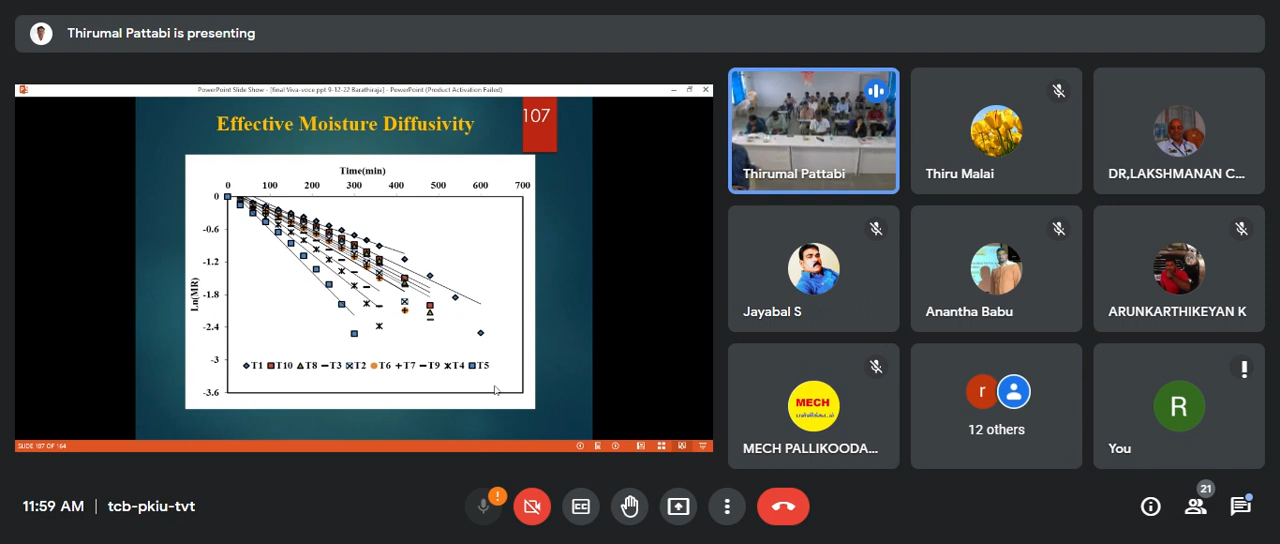 Thirumal Pattabi is presenting
PowerPoint Slide Show - [final Viva-voce.ppt 9-12-22 Barathiraja] - PowerPoint (Product Activation Failed)
107
Effective Moisture Diffusivity
Time(min)
0 100 200 300 400 500 600 700
0
-0.6
-1.2
-1.8
-2.4
-3
-3.6
Ln(MR)
T1 T10 T8 T3 T2 T6 T7 T9 T4 T5
SLIDE 107 OF 164
Thirumal Pattabi
Thiru Malai
DR,LAKSHMANAN C...
Jayabal S
Anantha Babu
ARUNKARTHIKEYAN K
MECH
MECH PALLIKOODA...
r
12 others
R
You
11:59 AM | tcb-pkiu-tvt
CC
21